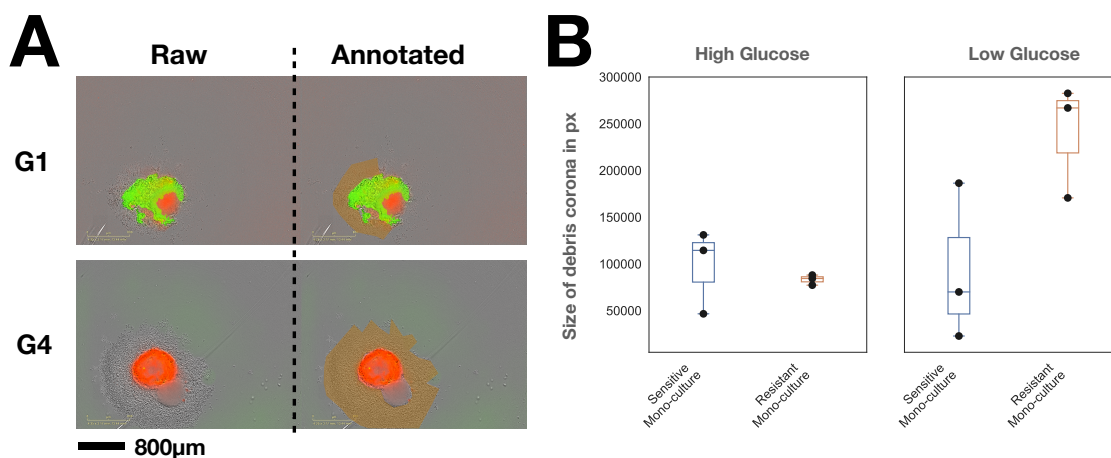 A
Raw
Annotated
G1
G4
800µm
B
High Glucose
Low Glucose
Size of debris corona in px
300000
250000
200000
150000
100000
50000
Sensitive
Mono-culture
Resistant
Mono-culture
Sensitive
Mono-culture
Resistant
Mono-culture